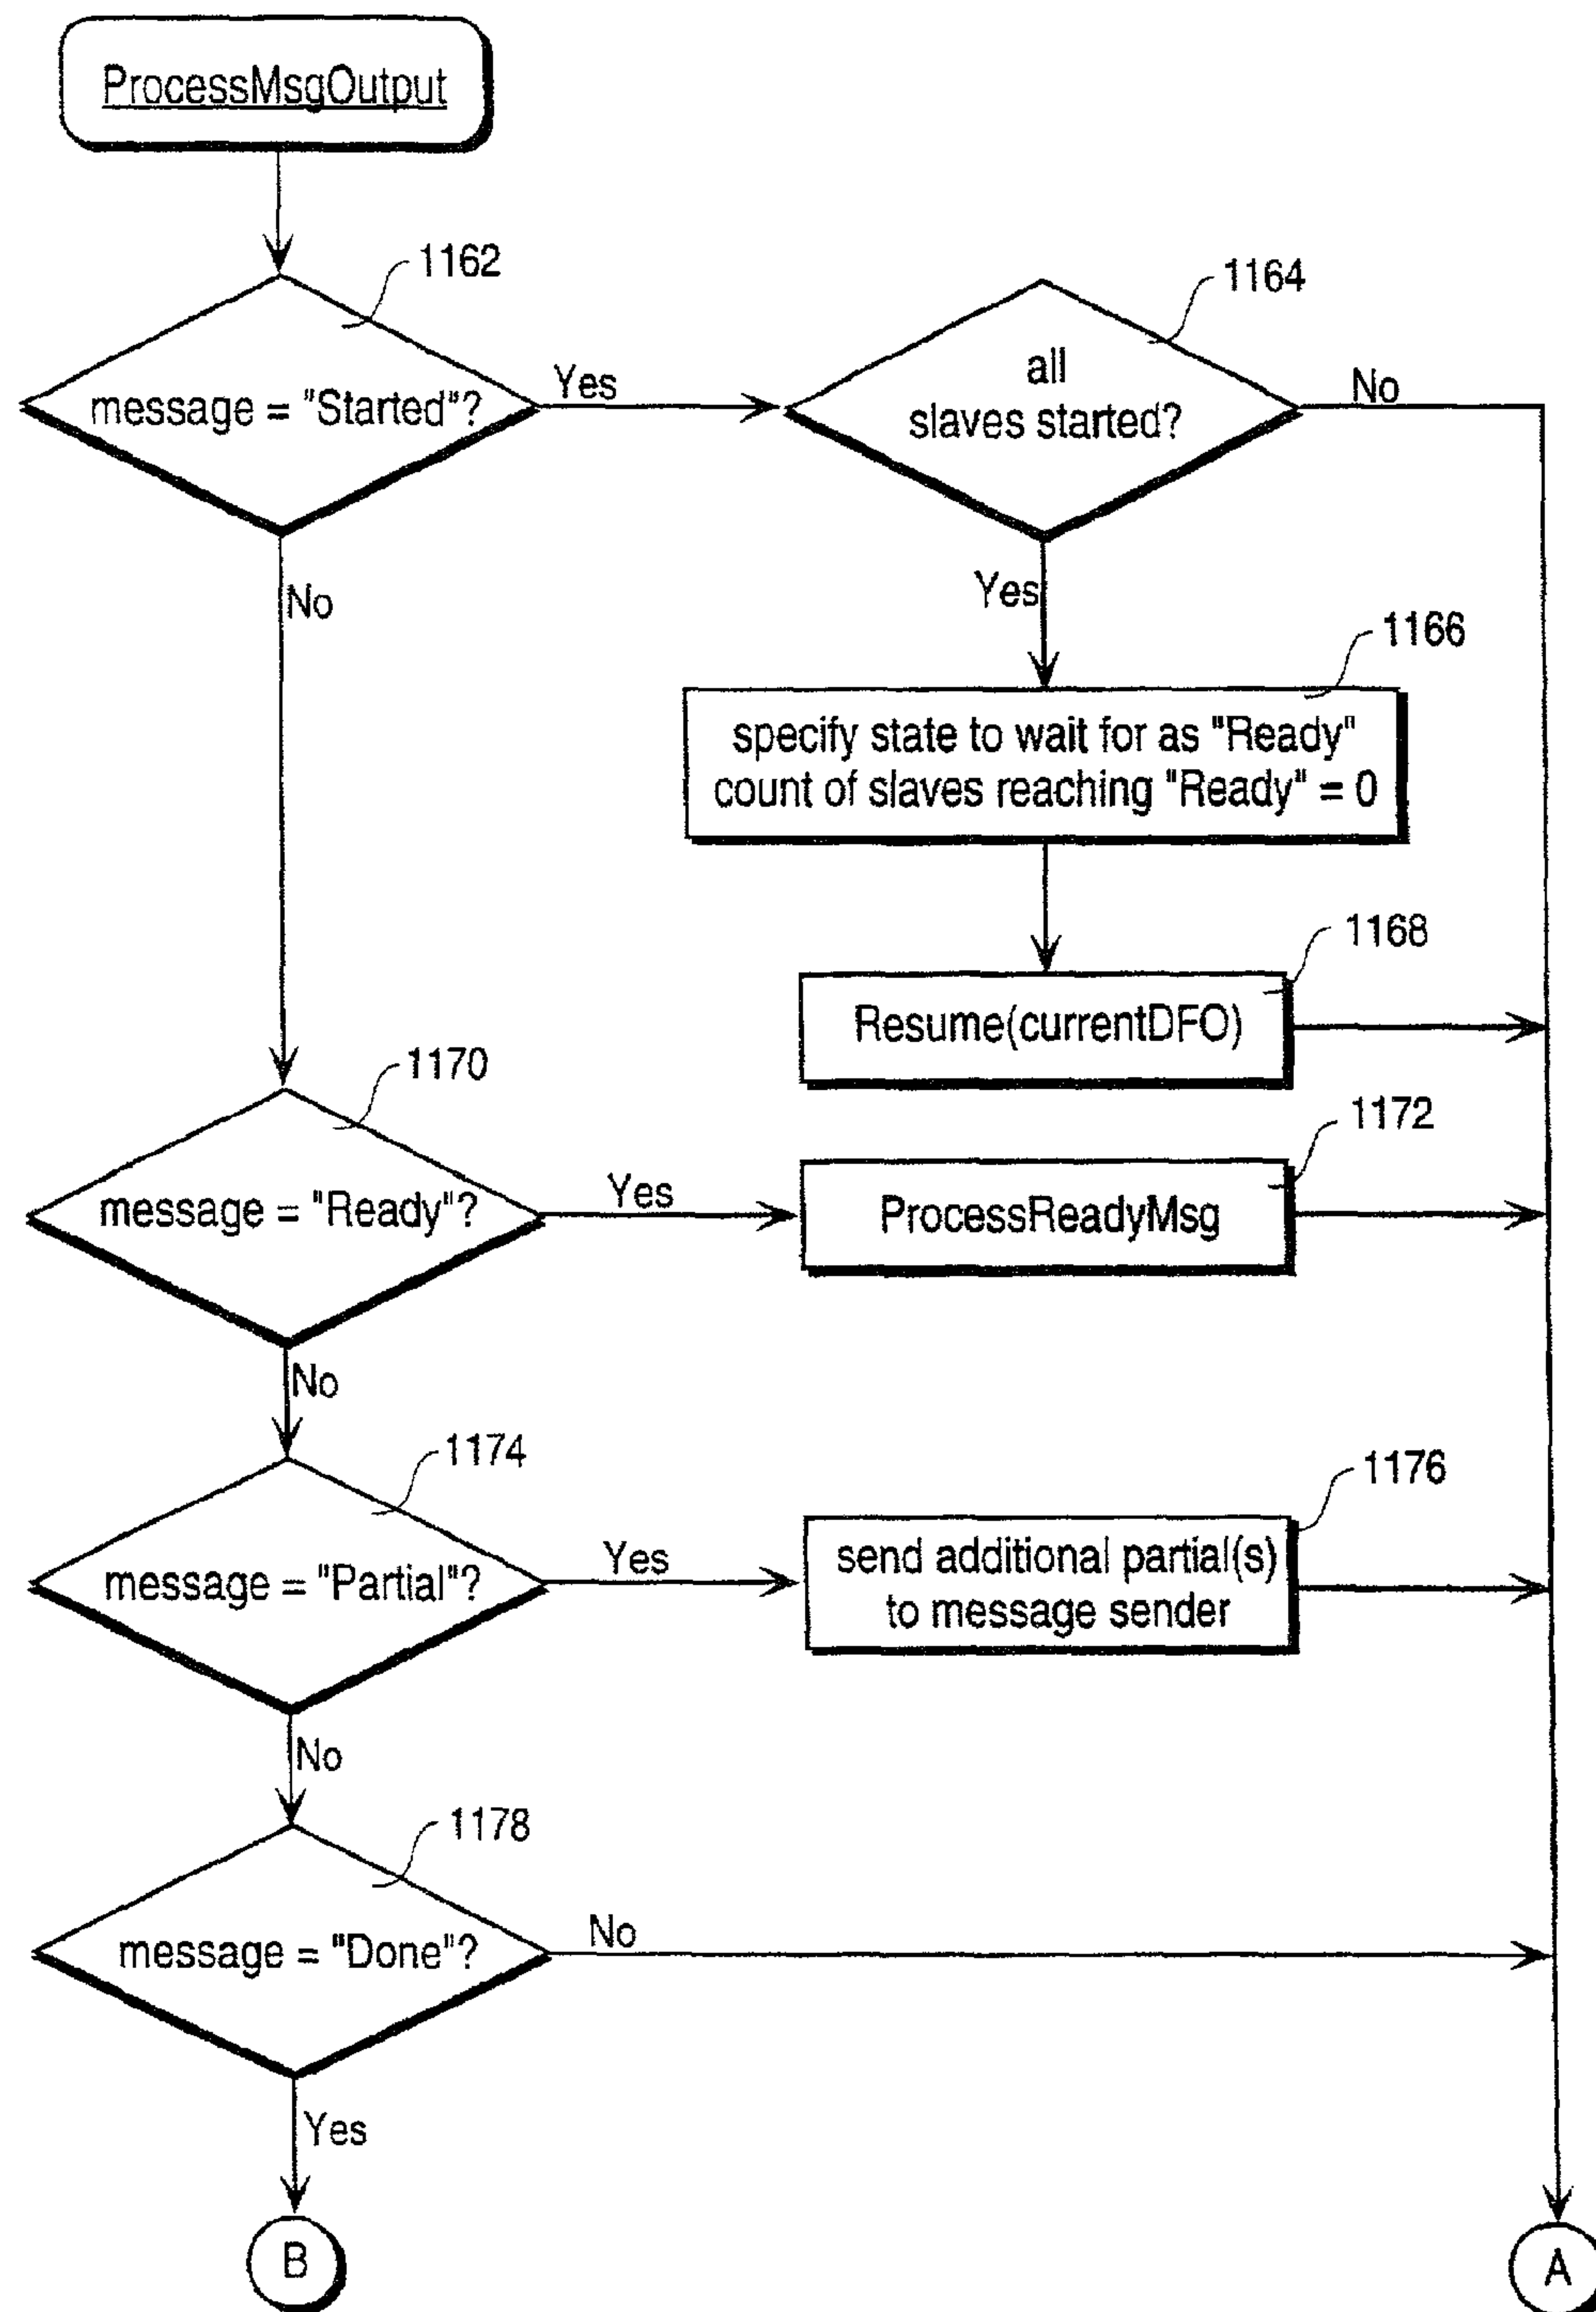 ProcessMsgOutput
1162
1164
message = "Started"?
Yes
all
slaves started?
No
No
Yes
1166
specify state to wait for as "Ready"
count of slaves reaching "Ready" = 0
1168
Resume(currentDFO)
1170
1172
message = "Ready"?
Yes
ProcessReadyMsg
No
1174
1176
message = "Partial"?
Yes
send additional partial(s)
to message sender
No
1178
message = "Done"?
No
Yes
B
A